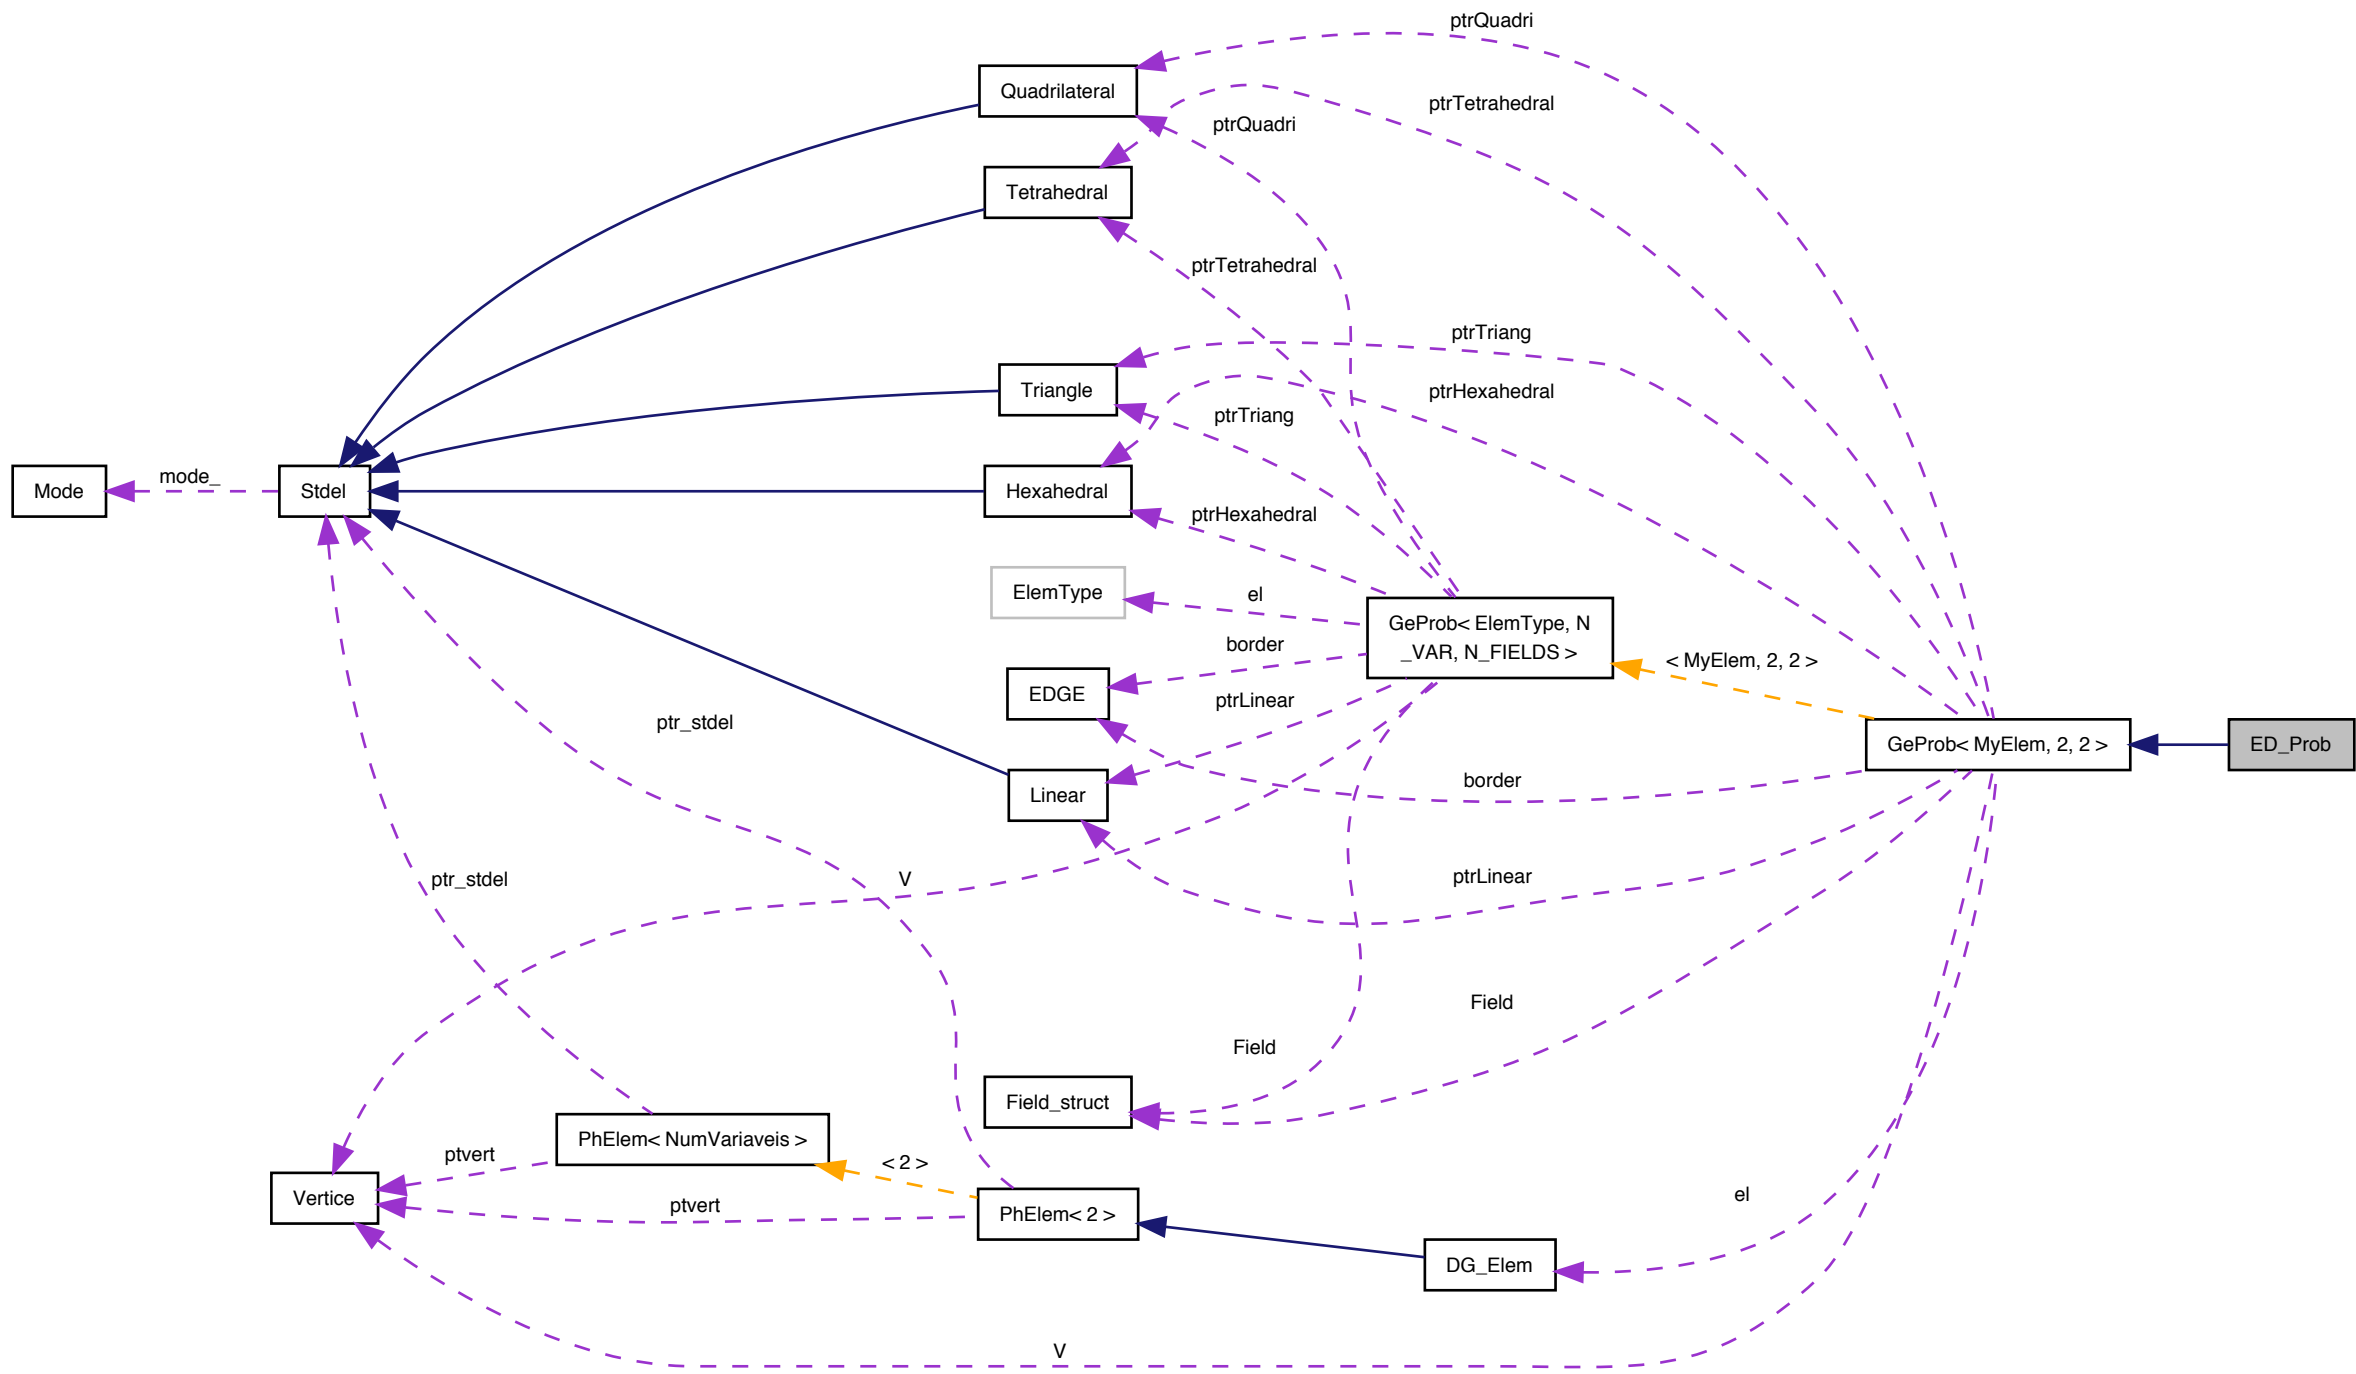 ptrQuadri
Quadrilateral
ptrTetrahedral
ptrQuadri
Tetrahedral
ptrTetrahedral
ptrTriang
Triangle
ptrHexahedral
ptrTriang
Mode
mode_
Stdel
Hexahedral
ptrHexahedral
ElemType
el
GeProb< ElemType, N
_VAR, N_FIELDS >
border
< MyElem, 2, 2 >
EDGE
ptrLinear
ptr_stdel
GeProb< MyElem, 2, 2 >
ED_Prob
Linear
border
ptr_stdel
V
ptrLinear
Field
Field
Field_struct
PhElem< NumVariaveis >
ptvert
< 2 >
Vertice
ptvert
PhElem< 2 >
el
DG_Elem
V